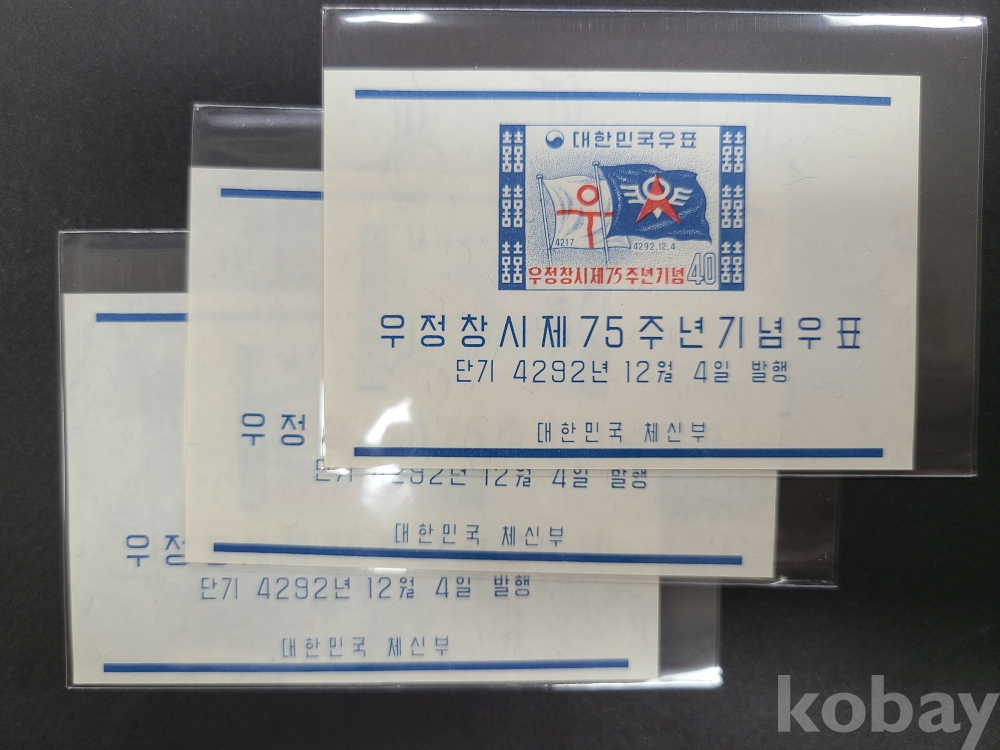 대한민국우표
우
4217
4292.12.4
우정창시제75주년기념 40
우정창시제75주년기념우표
단기 4292년 12월 4일 발행
대한민국 체신부
우정
단기 4292년 12월 4일 발행
대한민국 체신부
우정
단기 4292년 12월 4일 발행
대한민국 체신부
kobay